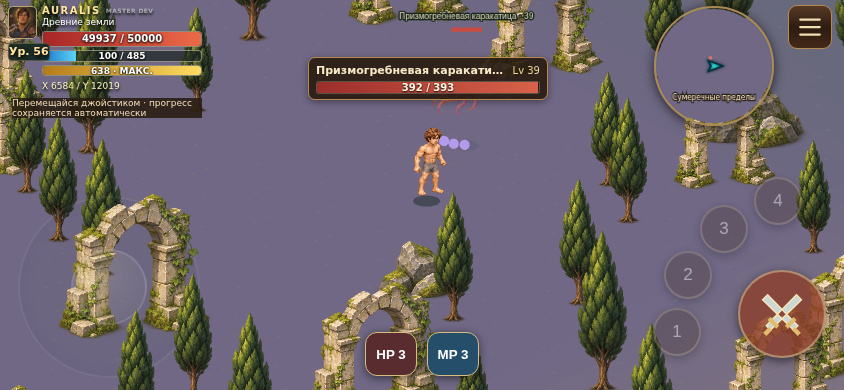 AURALIS MASTER DEV
Древние земли
49937 / 50000
Ур. 56
100 / 485
638 · МАКС.
X 6584 / Y 12019
Перемещайся джойстиком · прогресс
сохраняется автоматически
Призмогребневая каракатица · 39
Призмогребневая каракати... Lv 39
392 / 393
Сумеречные пределы
4
3
2
1
HP 3
MP 3